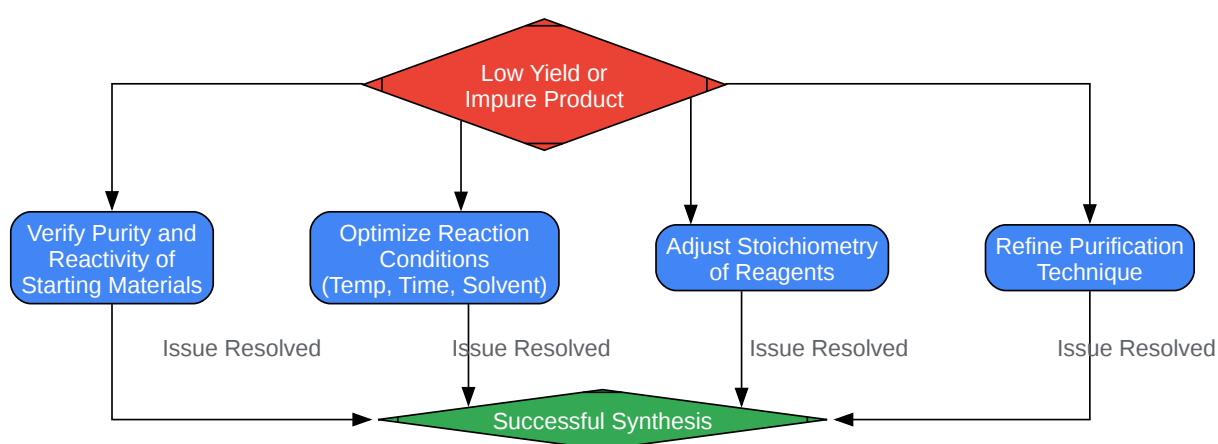 Low Yield or
Impure Product
Verify Purity and
Reactivity of
Starting Materials
Optimize Reaction
Conditions
(Temp, Time, Solvent)
Adjust Stoichiometry
of Reagents
Refine Purification
Technique
Issue Resolved
Issue Resolved
Issue Resolved
Issue Resolved
Successful Synthesis